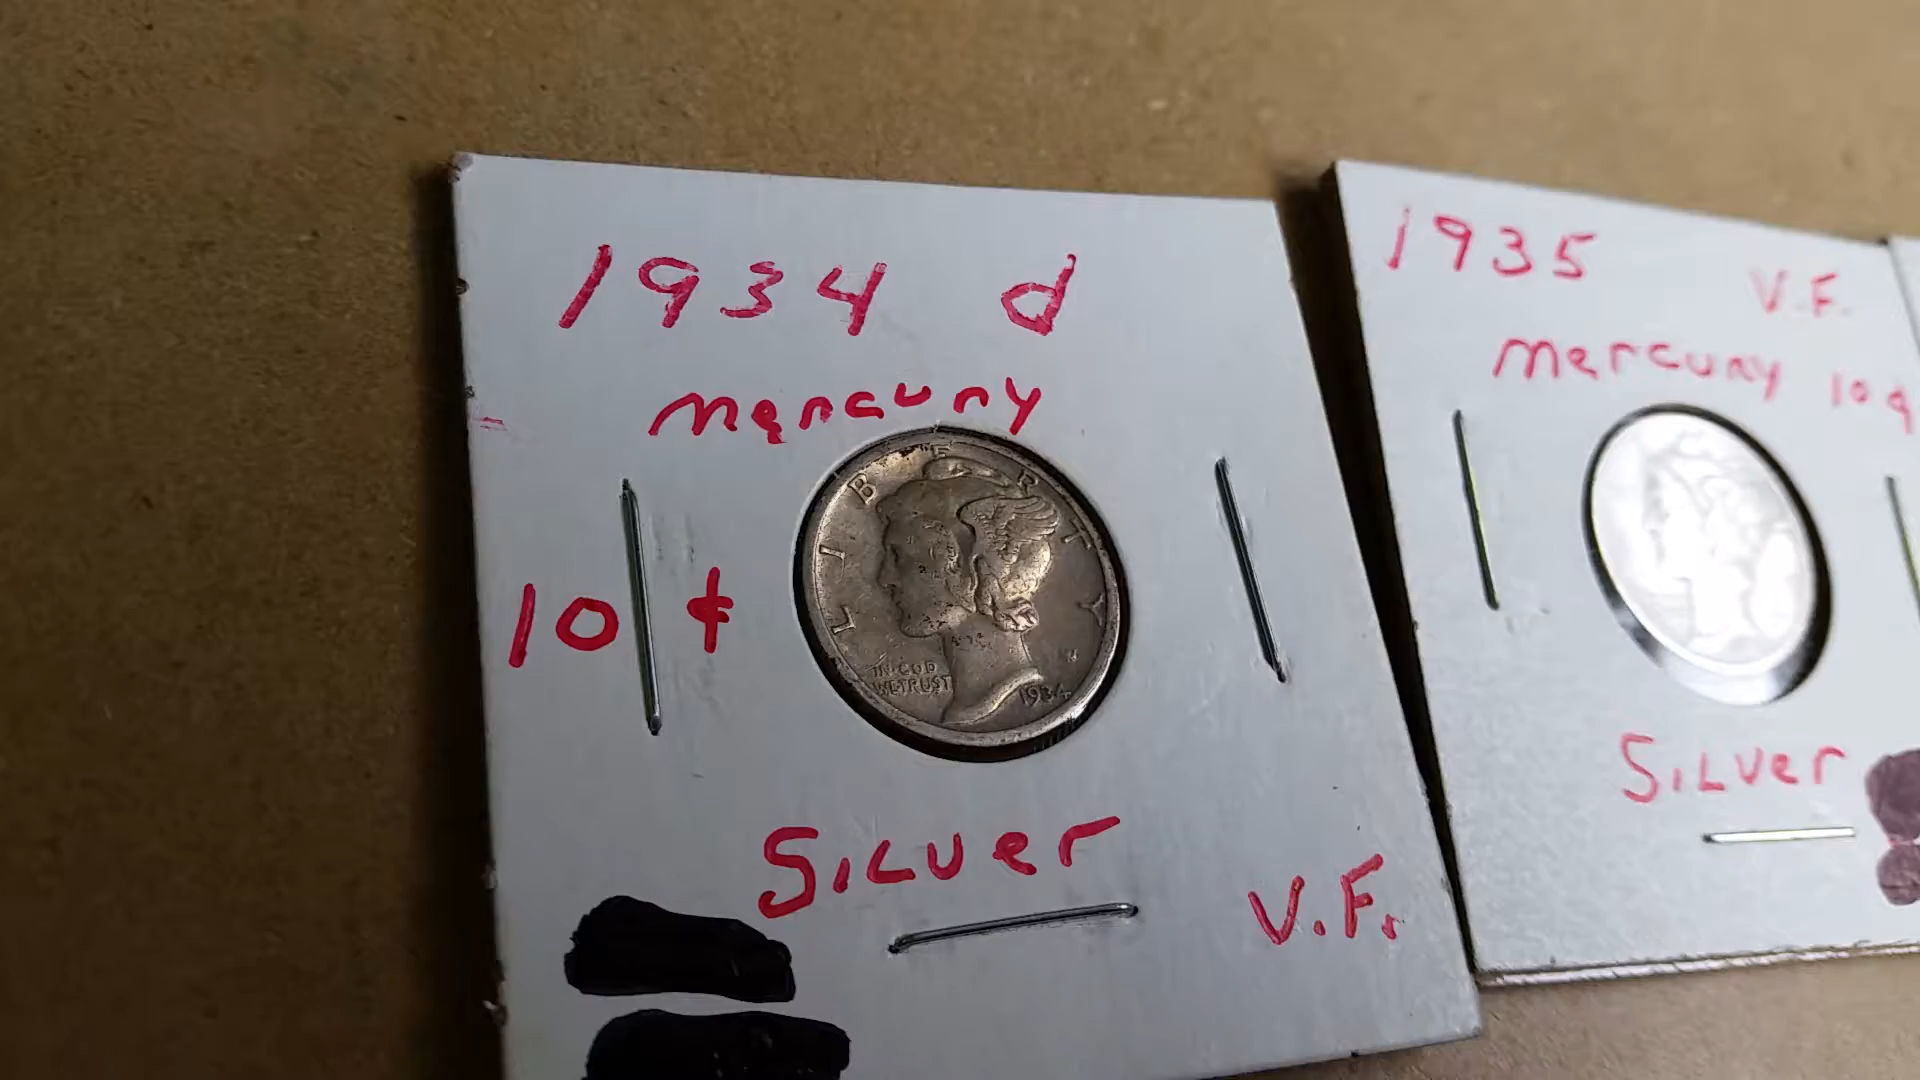 1934 d
mercury
10 ¢
LIBERTY
IN GOD
WE TRUST
1934
Silver
V.F.
1935
V.F.
mercury 10 ¢
Silver